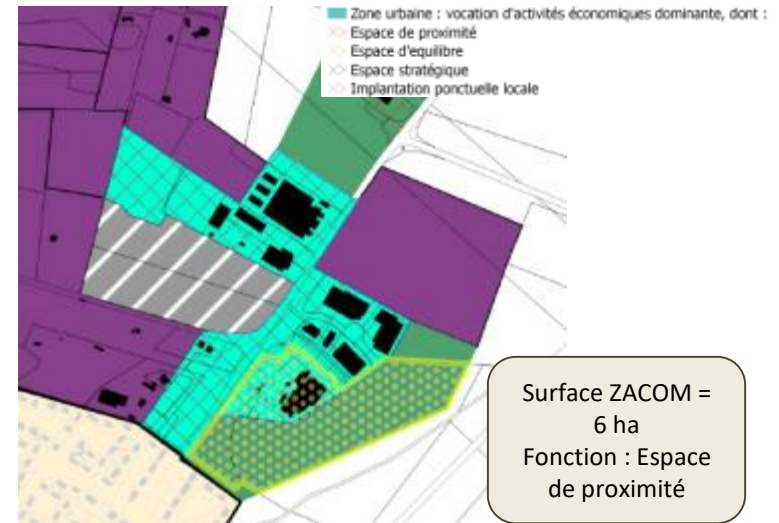 Zone urbaine : vocation d'activités économiques dominante, dont :
Espace de proximité
Espace d'equilibre
Espace stratégique
Implantation ponctuelle locale
Surface ZACOM =
6 ha
Fonction : Espace
de proximité